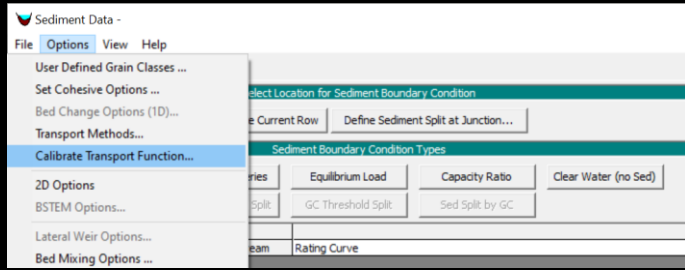 Sediment Data -
File Options View Help
User Defined Grain Classes ...
Set Cohesive Options ...
elect Location for Sediment Boundary Condition
Bed Change Options (1D)...
e Current Row Define Sediment Split at Junction...
Transport Methods...
Calibrate Transport Function...
Sediment Boundary Condition Types
ries Equilibrium Load Capacity Ratio Clear Water (no Sed)
2D Options
BSTEM Options...
Split GC Threshold Split Sed Split by GC
Lateral Weir Options...
eam Rating Curve
Bed Mixing Options ...